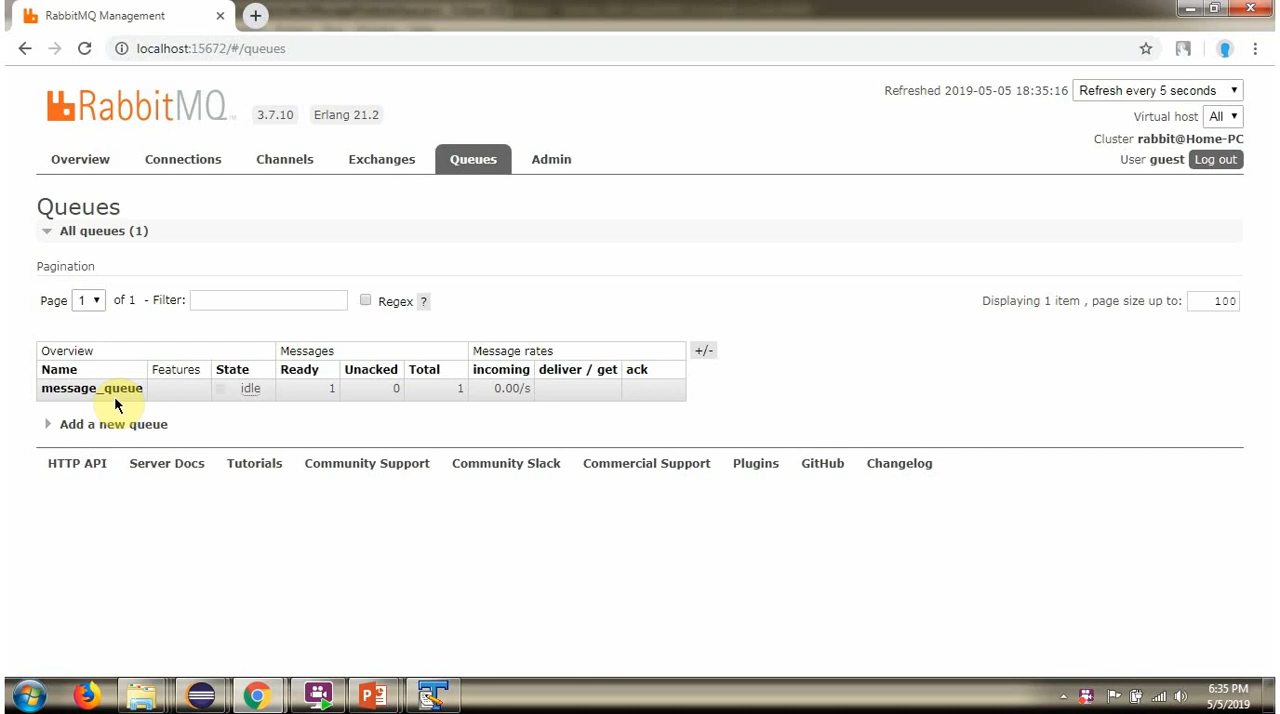 RabbitMQ Management
localhost:15672/#/queues
RabbitMQ 3.7.10 Erlang 21.2
Refreshed 2019-05-05 18:35:16 Refresh every 5 seconds
Virtual host All
Cluster rabbit@Home-PC
User guest Log out
Overview Connections Channels Exchanges Queues Admin
Queues
All queues (1)
Pagination
Page 1 of 1 - Filter: Regex ? Displaying 1 item , page size up to: 100
Overview Messages Message rates +/-
Name Features State Ready Unacked Total incoming deliver / get ack
message_queue idle 1 0 1 0.00/s
Add a new queue
HTTP API Server Docs Tutorials Community Support Community Slack Commercial Support Plugins GitHub Changelog
6:35 PM
5/5/2019